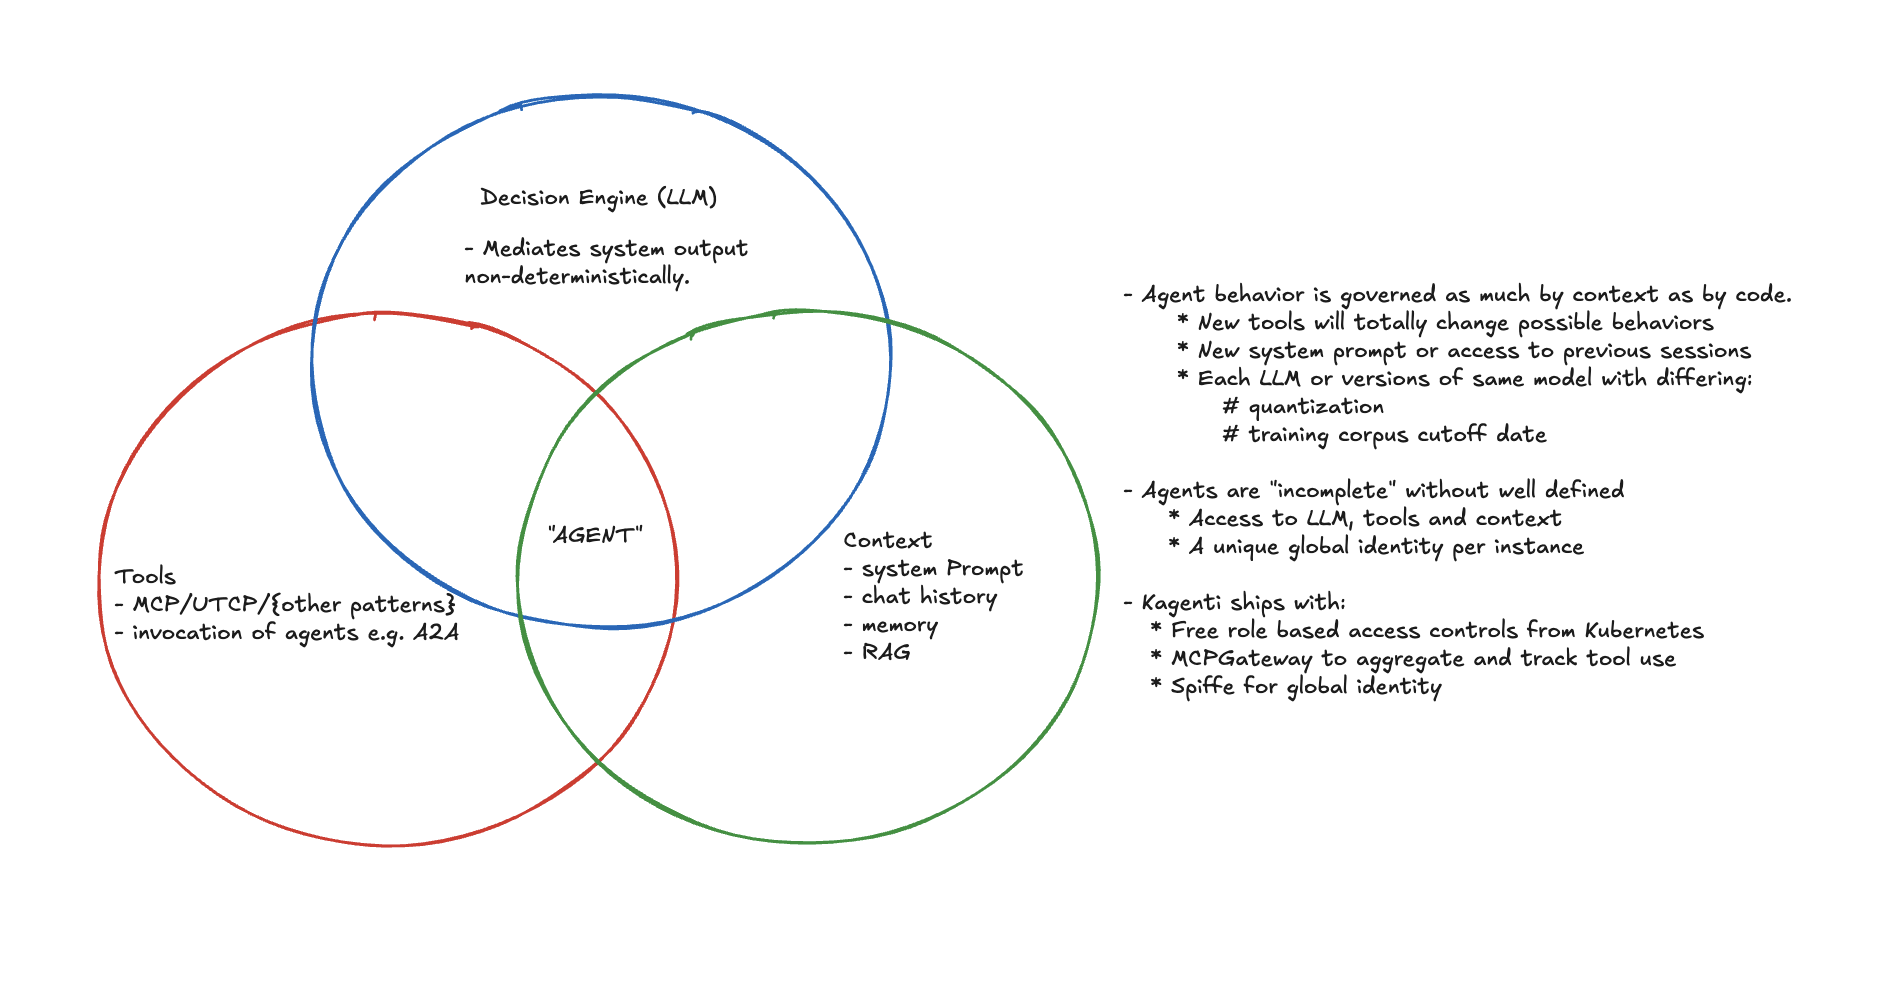 Decision Engine (LLM)
- Mediates system output
non-deterministically.
"AGENT"
Tools
- MCP/UTCP/{other patterns}
- invocation of agents e.g. A2A
Context
- system Prompt
- chat history
- memory
- RAG
- Agent behavior is governed as much by context as by code.
* New tools will totally change possible behaviors
* New system prompt or access to previous sessions
* Each LLM or versions of same model with differing:
# quantization
# training corpus cutoff date
- Agents are "incomplete" without well defined
* Access to LLM, tools and context
* A unique global identity per instance
- Kagenti ships with:
* Free role based access controls from Kubernetes
* MCPGateway to aggregate and track tool use
* Spiffe for global identity